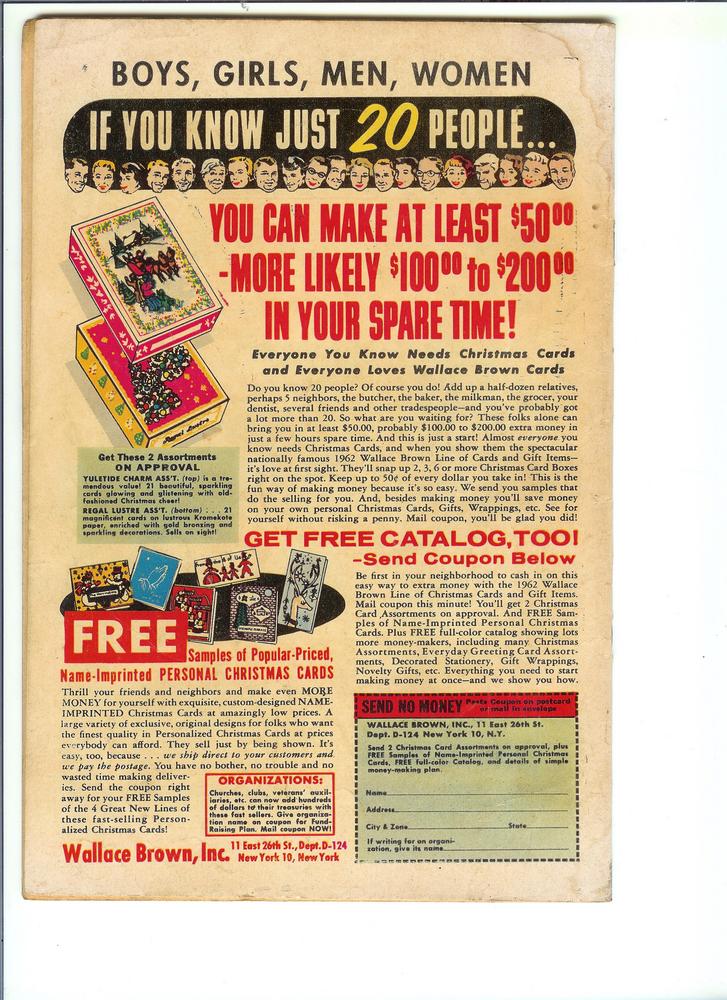 BOYS, GIRLS, MEN, WOMEN
IF YOU KNOW JUST 20 PEOPLE...
YOU CAN MAKE AT LEAST $50⁰⁰
-MORE LIKELY $100⁰⁰ to $200⁰⁰
IN YOUR SPARE TIME!
Everyone You Know Needs Christmas Cards
and Everyone Loves Wallace Brown Cards
Do you know 20 people? Of course you do! Add up a half-dozen relatives,
perhaps 5 neighbors, the butcher, the baker, the milkman, the grocer, your
dentist, several friends and other tradespeople—and you've probably got
a lot more than 20. So what are you waiting for? These folks alone can
bring you in at least $50.00, probably $100.00 to $200.00 extra money in
just a few hours spare time. And this is just a start! Almost everyone you
know needs Christmas Cards, and when you show them the spectacular
nationally famous 1962 Wallace Brown Line of Cards and Gift Items—
it's love at first sight. They'll snap up 2, 3, 6 or more Christmas Card Boxes
right on the spot. Keep up to 50¢ of every dollar you take in! This is the
fun way of making money because it's so easy. We send you samples that
do the selling for you. And, besides making money you'll save money
on your own personal Christmas Cards, Gifts, Wrappings, etc. See for
yourself without risking a penny. Mail coupon, you'll be glad you did!
Regal Lustre
Get These 2 Assortments
ON APPROVAL
YULETIDE CHARM ASS'T. (top) is a tre-
mendous value! 21 beautiful, sparkling
cards glowing and glistening with old-
fashioned Christmas cheer!
REGAL LUSTRE ASS'T. (bottom) . . . 21
magnificent cards on lustrous Kromekote
paper, enriched with gold bronzing and
sparkling decorations. Sells on sight!
GET FREE CATALOG, TOO!
—Send Coupon Below
Be first in your neighborhood to cash in on this
easy way to extra money with the 1962 Wallace
Brown Line of Christmas Cards and Gift Items.
Mail coupon this minute! You'll get 2 Christmas
Card Assortments on approval. And FREE Sam-
ples of Name-Imprinted Personal Christmas
Cards. Plus FREE full-color catalog showing lots
more money-makers, including many Christmas
Assortments, Everyday Greeting Card Assort-
ments, Decorated Stationery, Gift Wrappings,
Novelty Gifts, etc. Everything you need to start
making money at once—and we show you how.
FREE
Samples of Popular-Priced,
Name-Imprinted PERSONAL CHRISTMAS CARDS
Thrill your friends and neighbors and make even MORE
MONEY for yourself with exquisite, custom-designed NAME-
IMPRINTED Christmas Cards at amazingly low prices. A
large variety of exclusive, original designs for folks who want
the finest quality in Personalized Christmas Cards at prices
everybody can afford. They sell just by being shown. It's
easy, too, because . . . we ship direct to your customers and
we pay the postage. You have no bother, no trouble and no
wasted time making deliver-
ies. Send the coupon right
away for your FREE Samples
of the 4 Great New Lines of
these fast-selling Person-
alized Christmas Cards!
ORGANIZATIONS:
Churches, clubs, veterans' auxil-
iaries, etc. can now add hundreds
of dollars to their treasuries with
these fast sellers. Give organiza-
tion name on coupon for Fund-
Raising Plan. Mail coupon NOW!
Wallace Brown, Inc. 11 East 26th St., Dept. D-124
New York 10, New York
SEND NO MONEY Paste Coupon on postcard
or mail in envelope
WALLACE BROWN, INC., 11 East 26th St.
Dept. D-124 New York 10, N.Y.
Send 2 Christmas Card Assortments on approval, plus
FREE Samples of Name-Imprinted Personal Christmas
Cards, FREE full-color Catalog, and details of simple
money-making plan.
Name
Address
City & Zone State
If writing for an organi-
zation, give its name